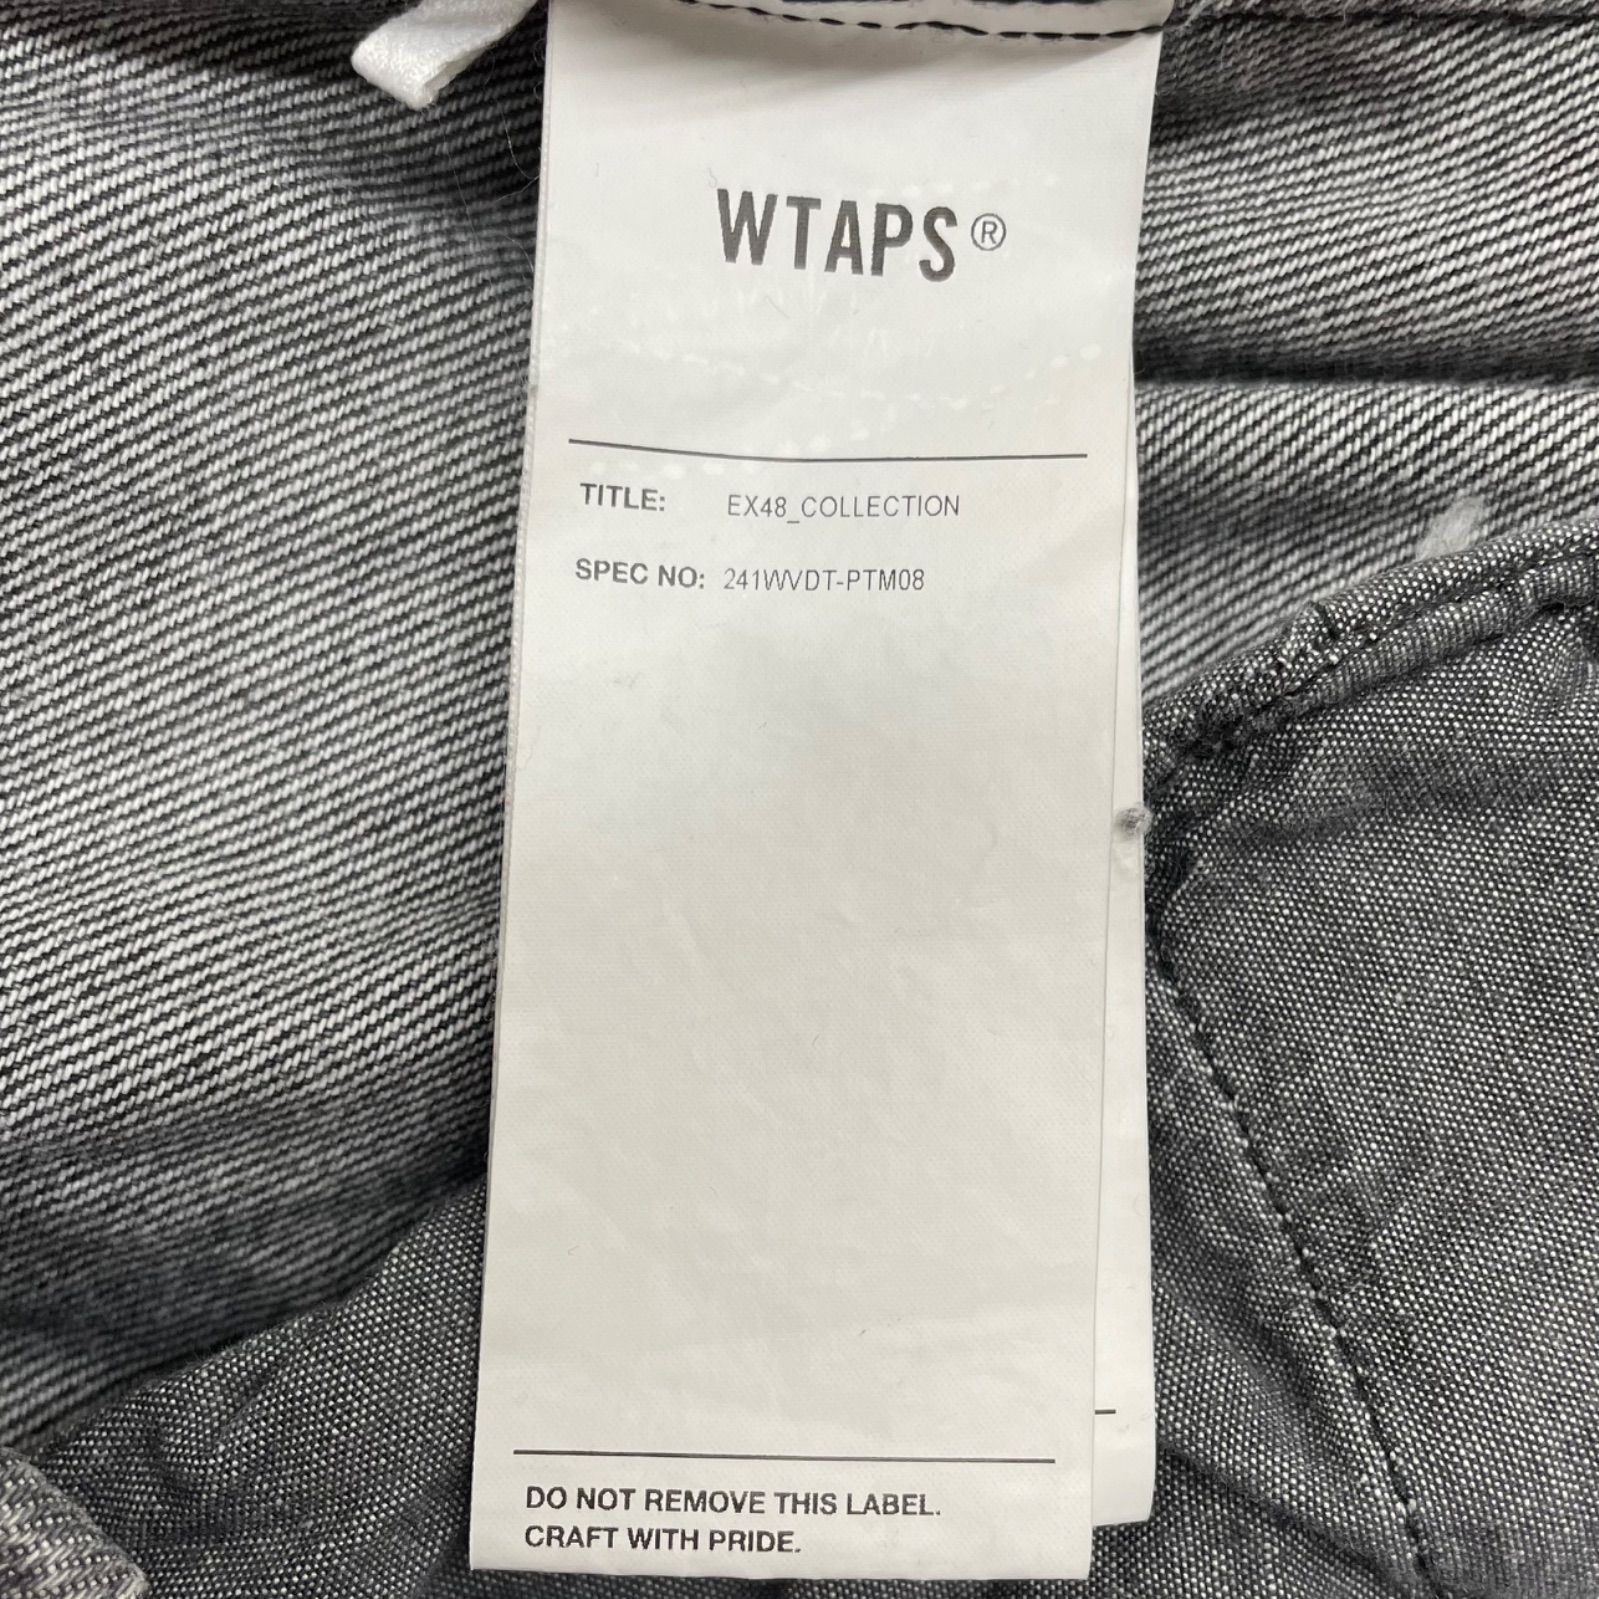 WTAPS®
TITLE: EX48_COLLECTION
SPEC NO: 241WVDT-PTM08
DO NOT REMOVE THIS LABEL.
CRAFT WITH PRIDE.